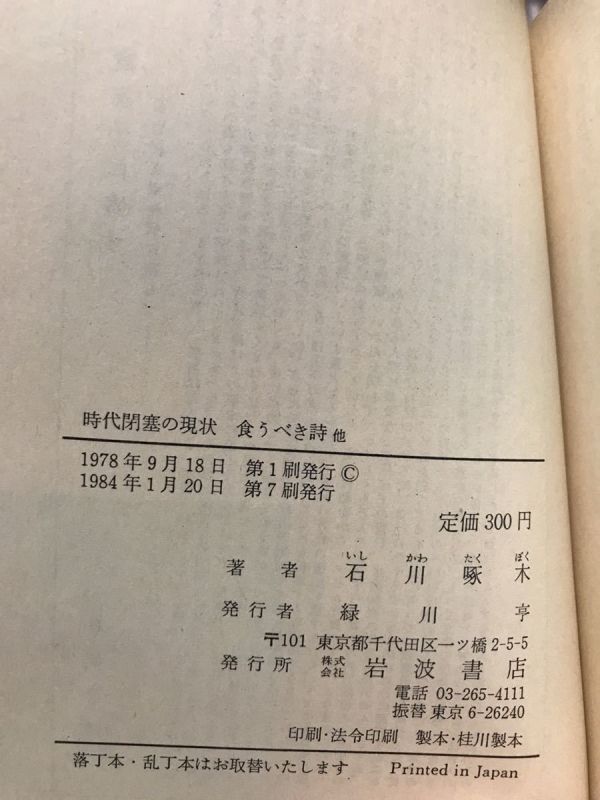 時代閉塞の現状 食うべき詩 他
1978年9月18日 第1刷発行©
1984年1月20日 第7刷発行
定価300円
いし かわ たく ぼく
著者 石川啄木
発行者 緑川亨
〒101 東京都千代田区一ツ橋2-5-5
発行所 株式会社 岩波書店
電話 03-265-4111
振替 東京6-26240
印刷・法令印刷 製本・桂川製本
落丁本・乱丁本はお取替いたします Printed in Japan